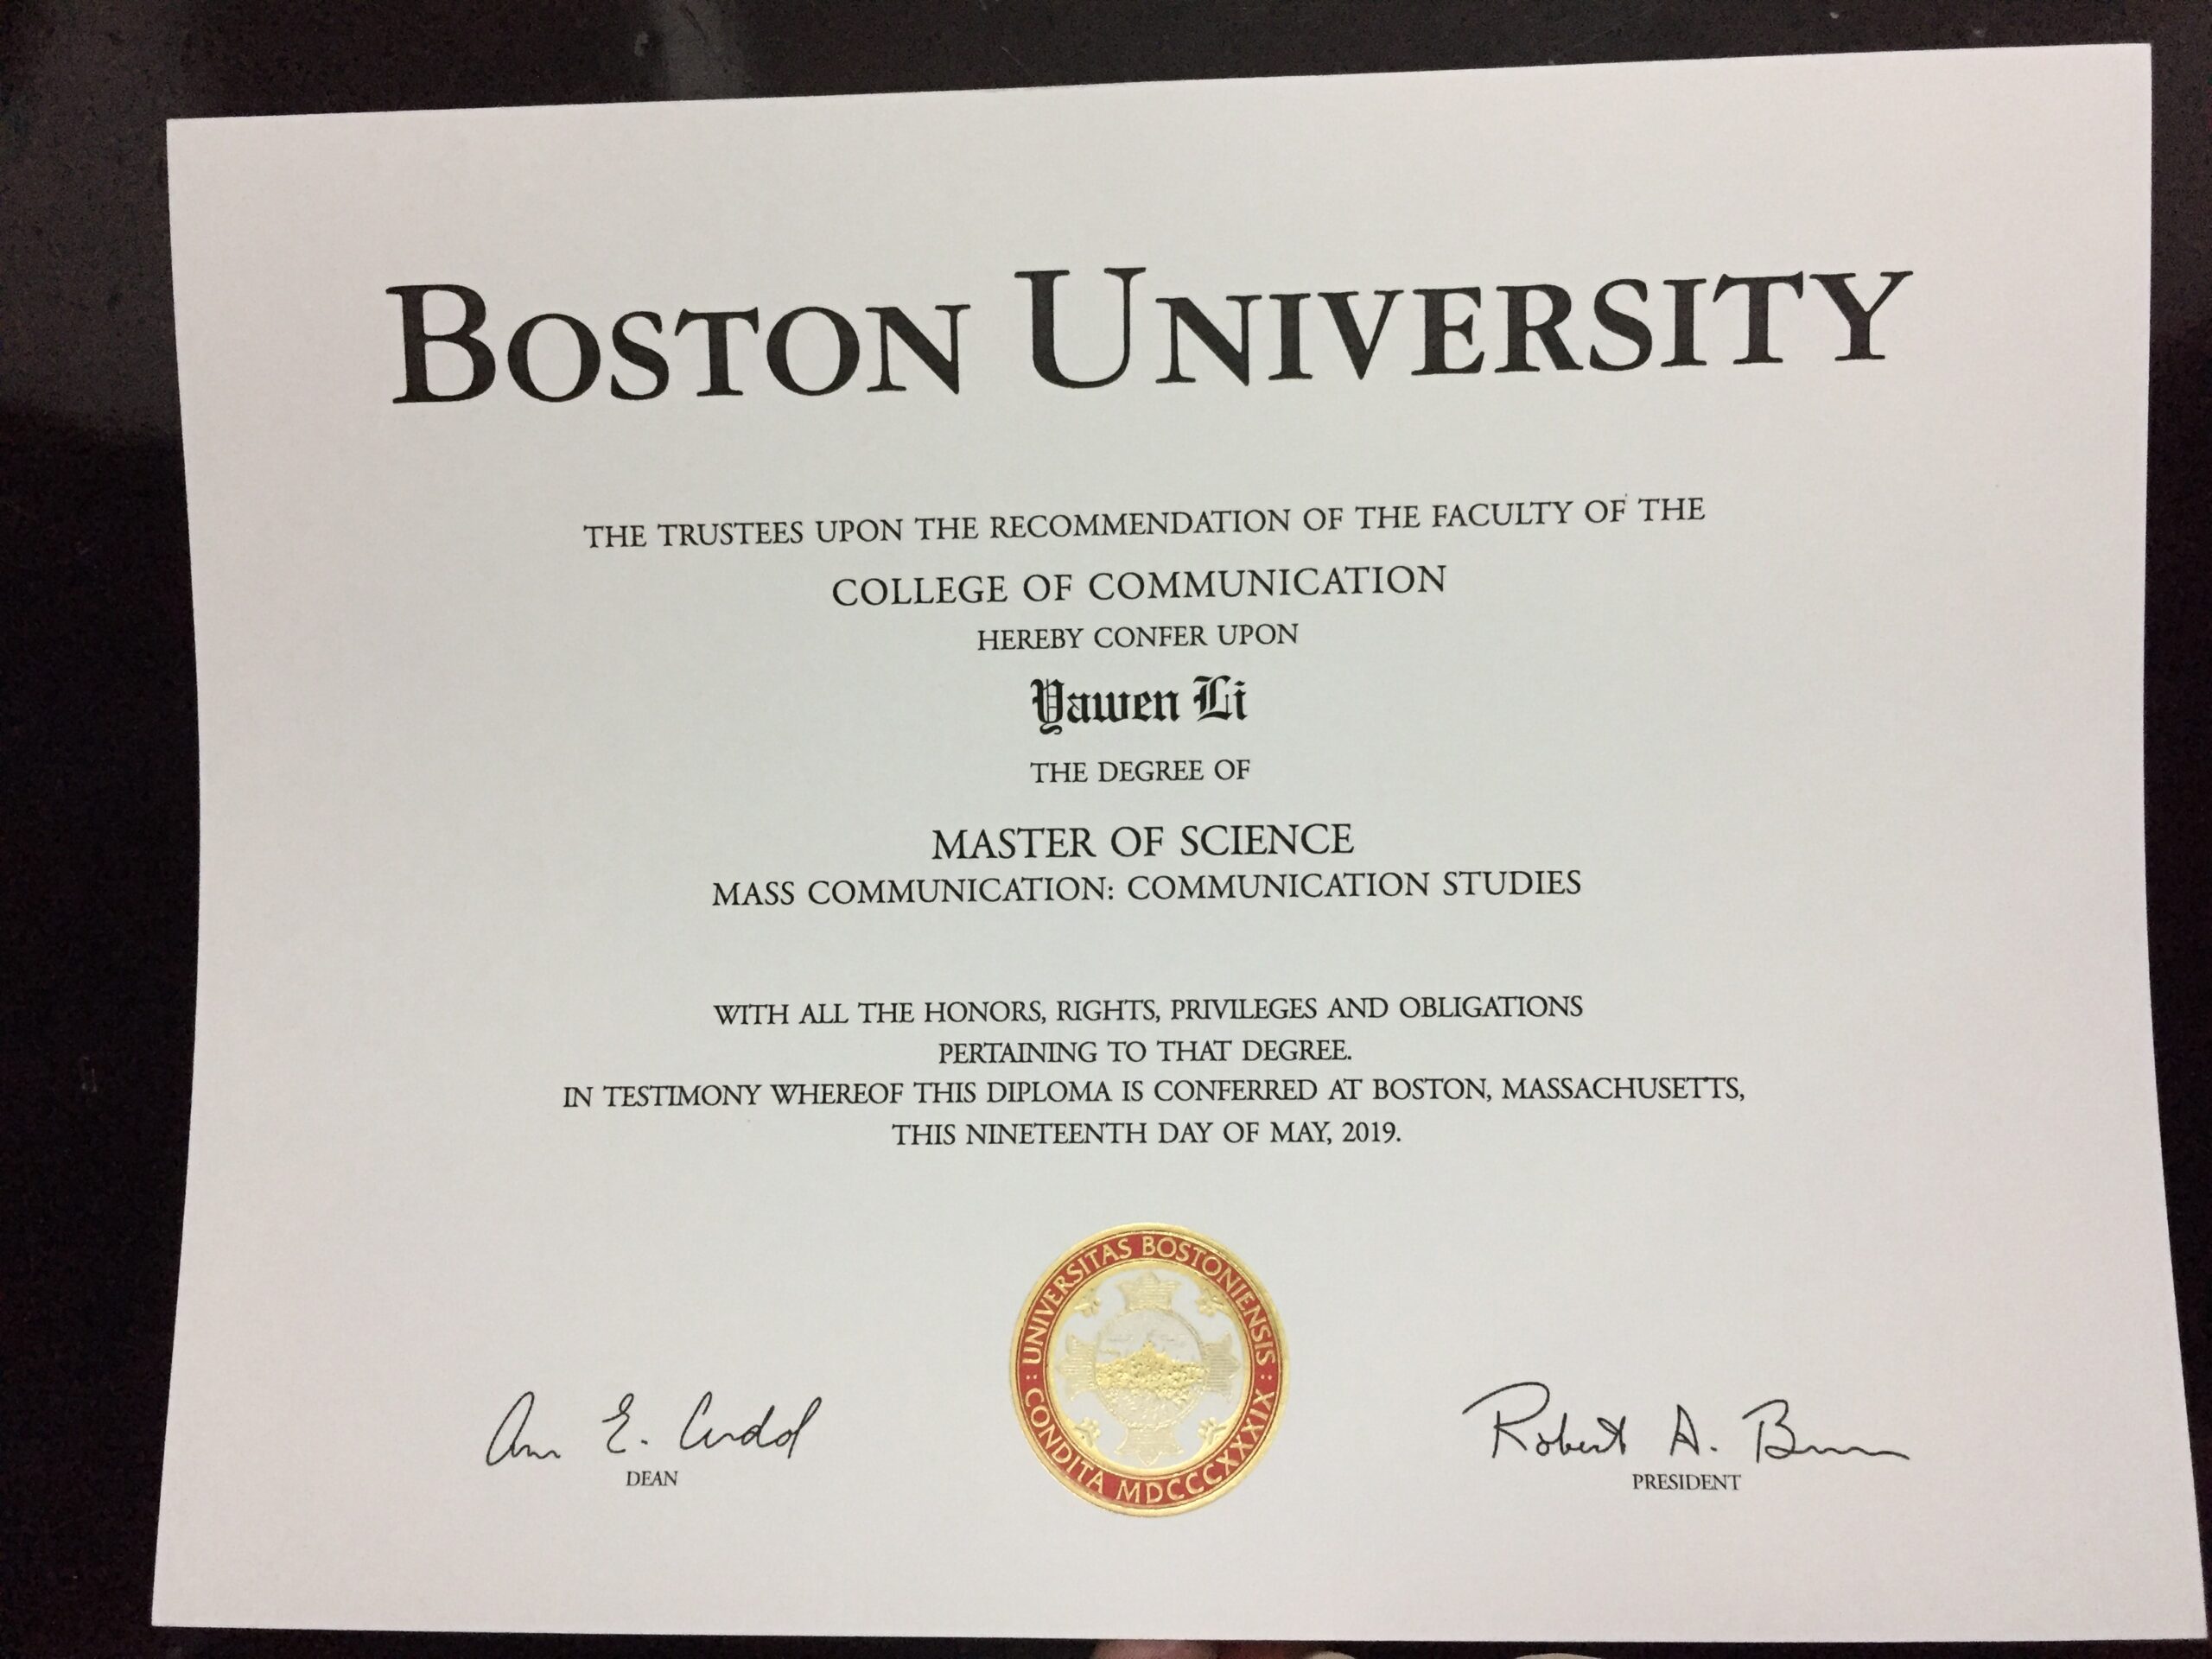 BOSTON UNIVERSITY
THE TRUSTEES UPON THE RECOMMENDATION OF THE FACULTY OF THE
COLLEGE OF COMMUNICATION
HEREBY CONFER UPON
Yawen Li
THE DEGREE OF
MASTER OF SCIENCE
MASS COMMUNICATION: COMMUNICATION STUDIES
WITH ALL THE HONORS, RIGHTS, PRIVILEGES AND OBLIGATIONS
PERTAINING TO THAT DEGREE.
IN TESTIMONY WHEREOF THIS DIPLOMA IS CONFERRED AT BOSTON, MASSACHUSETTS,
THIS NINETEENTH DAY OF MAY, 2019.
UNIVERSITAS BOSTONIENSIS : CONDITA MDCCCXXXIX :
Ann E. Cudd
DEAN
Robert A.
PRESIDENT